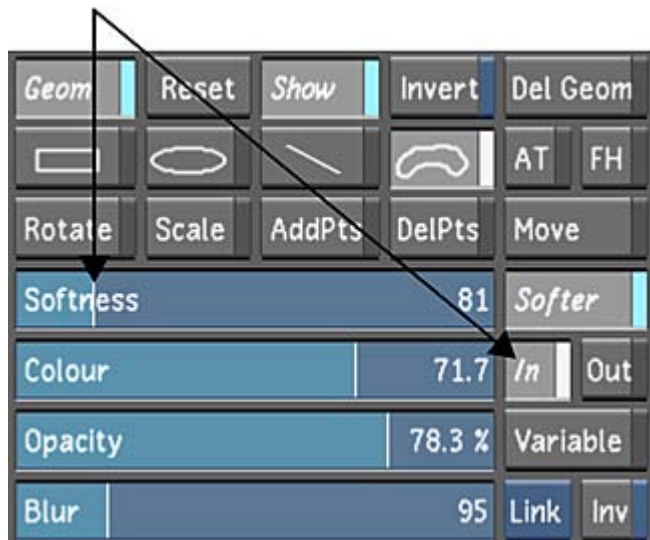 Geom Reset Show Invert Del Geom
AT FH
Rotate Scale AddPts DelPts Move
Softness 81 Softer
Colour 71.7 In Out
Opacity 78.3 % Variable
Blur 95 Link Inv